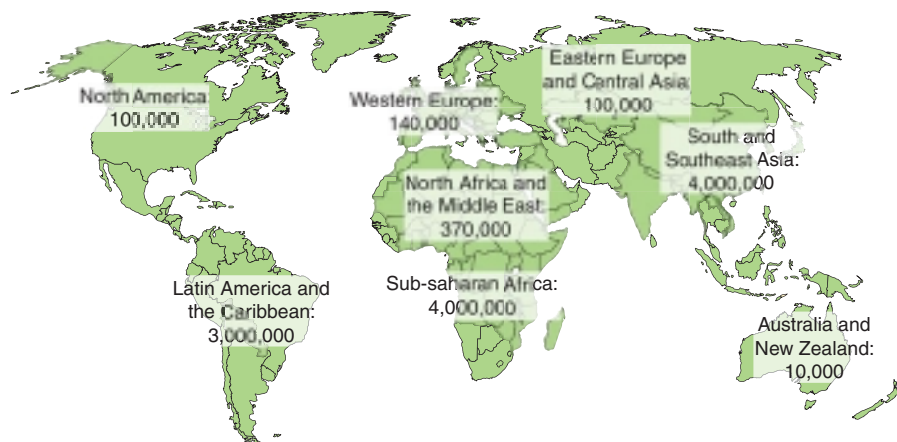 North America:
100,000
Western Europe:
140,000
Eastern Europe
and Central Asia:
100,000
South and
Southeast Asia:
4,000,000
North Africa and
the Middle East:
370,000
Latin America and
the Caribbean:
3,000,000
Sub-saharan Africa:
4,000,000
Australia and
New Zealand:
10,000